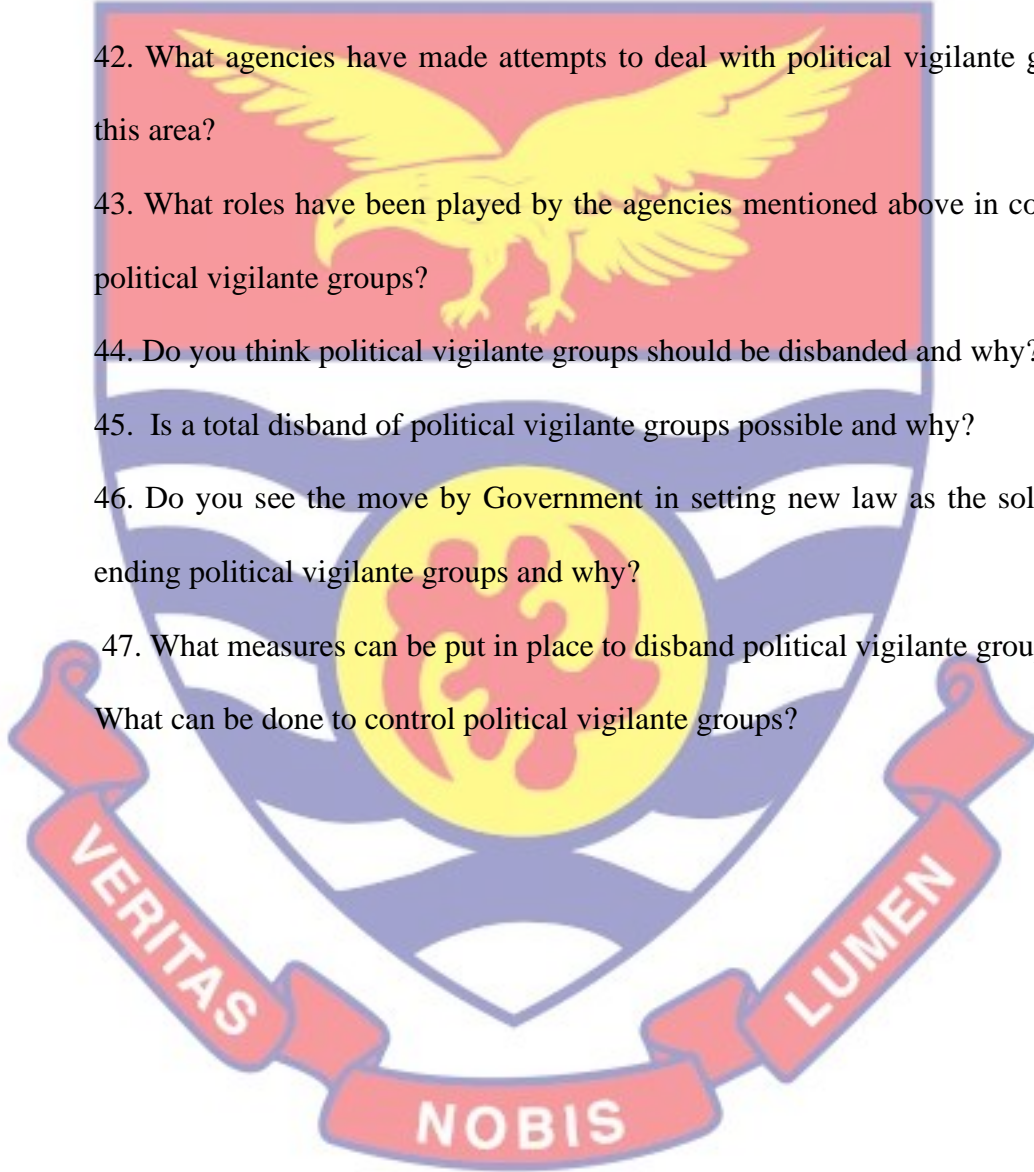 42. What agencies have made attempts to deal with political vigilante
this area?
43. What roles have been played by the agencies mentioned above in
political vigilante groups?
44. Do you think political vigilante groups should be disbanded and why?
45. Is a total disband of political vigilante groups possible and why?
46. Do you see the move by Government in setting new law as the
ending political vigilante groups and why?
47. What measures can be put in place to disband political vigilante
What can be done to control political vigilante groups?
VERITAS
NOBIS
LUMEN